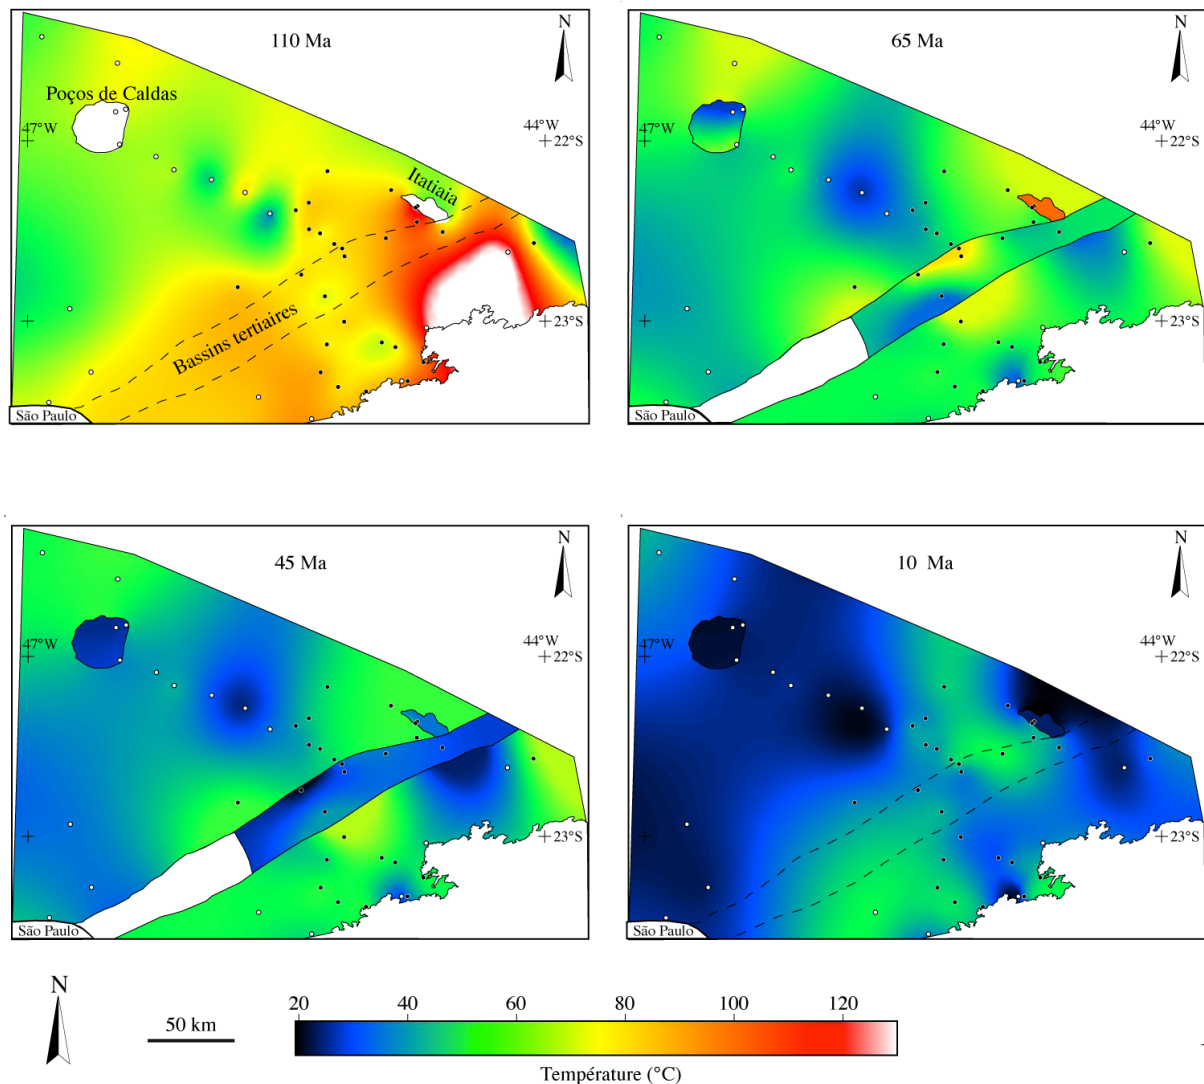 110 Ma
N
Poços de Caldas
47°W
44°W
22°S
Itatiaia
23°S
Bassins tertiaires
São Paulo
65 Ma
N
47°W
44°W
22°S
23°S
São Paulo
45 Ma
N
47°W
44°W
22°S
23°S
São Paulo
10 Ma
N
47°W
44°W
22°S
23°S
São Paulo
N
50 km
20 40 60 80 100 120
Température (°C)